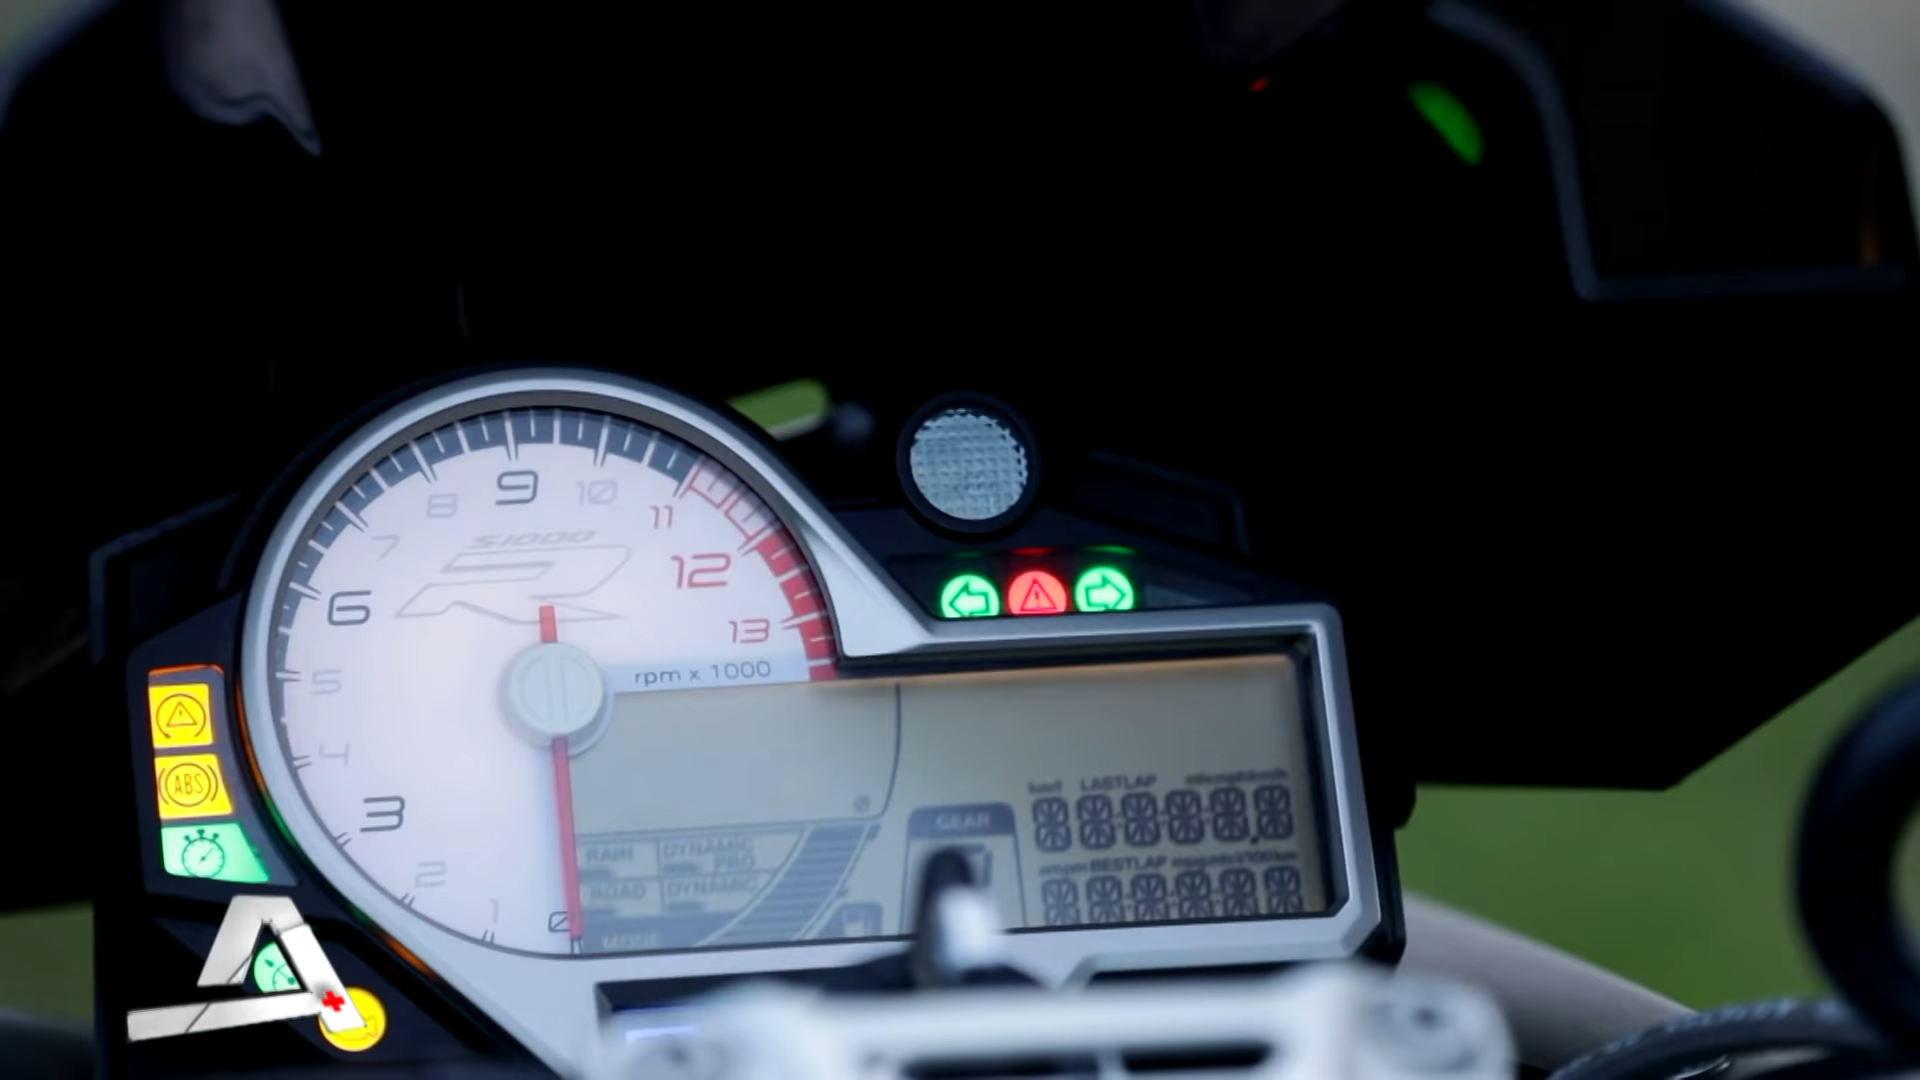 8 9 10
7 11
S1000
R
6 12
13
5 rpm x 1000
4
ABS
3 LASTLAP
GEAR
RAIN DYNAMIC
PRO
2 BESTLAP
ROAD DYNAMIC
1 0
MODE